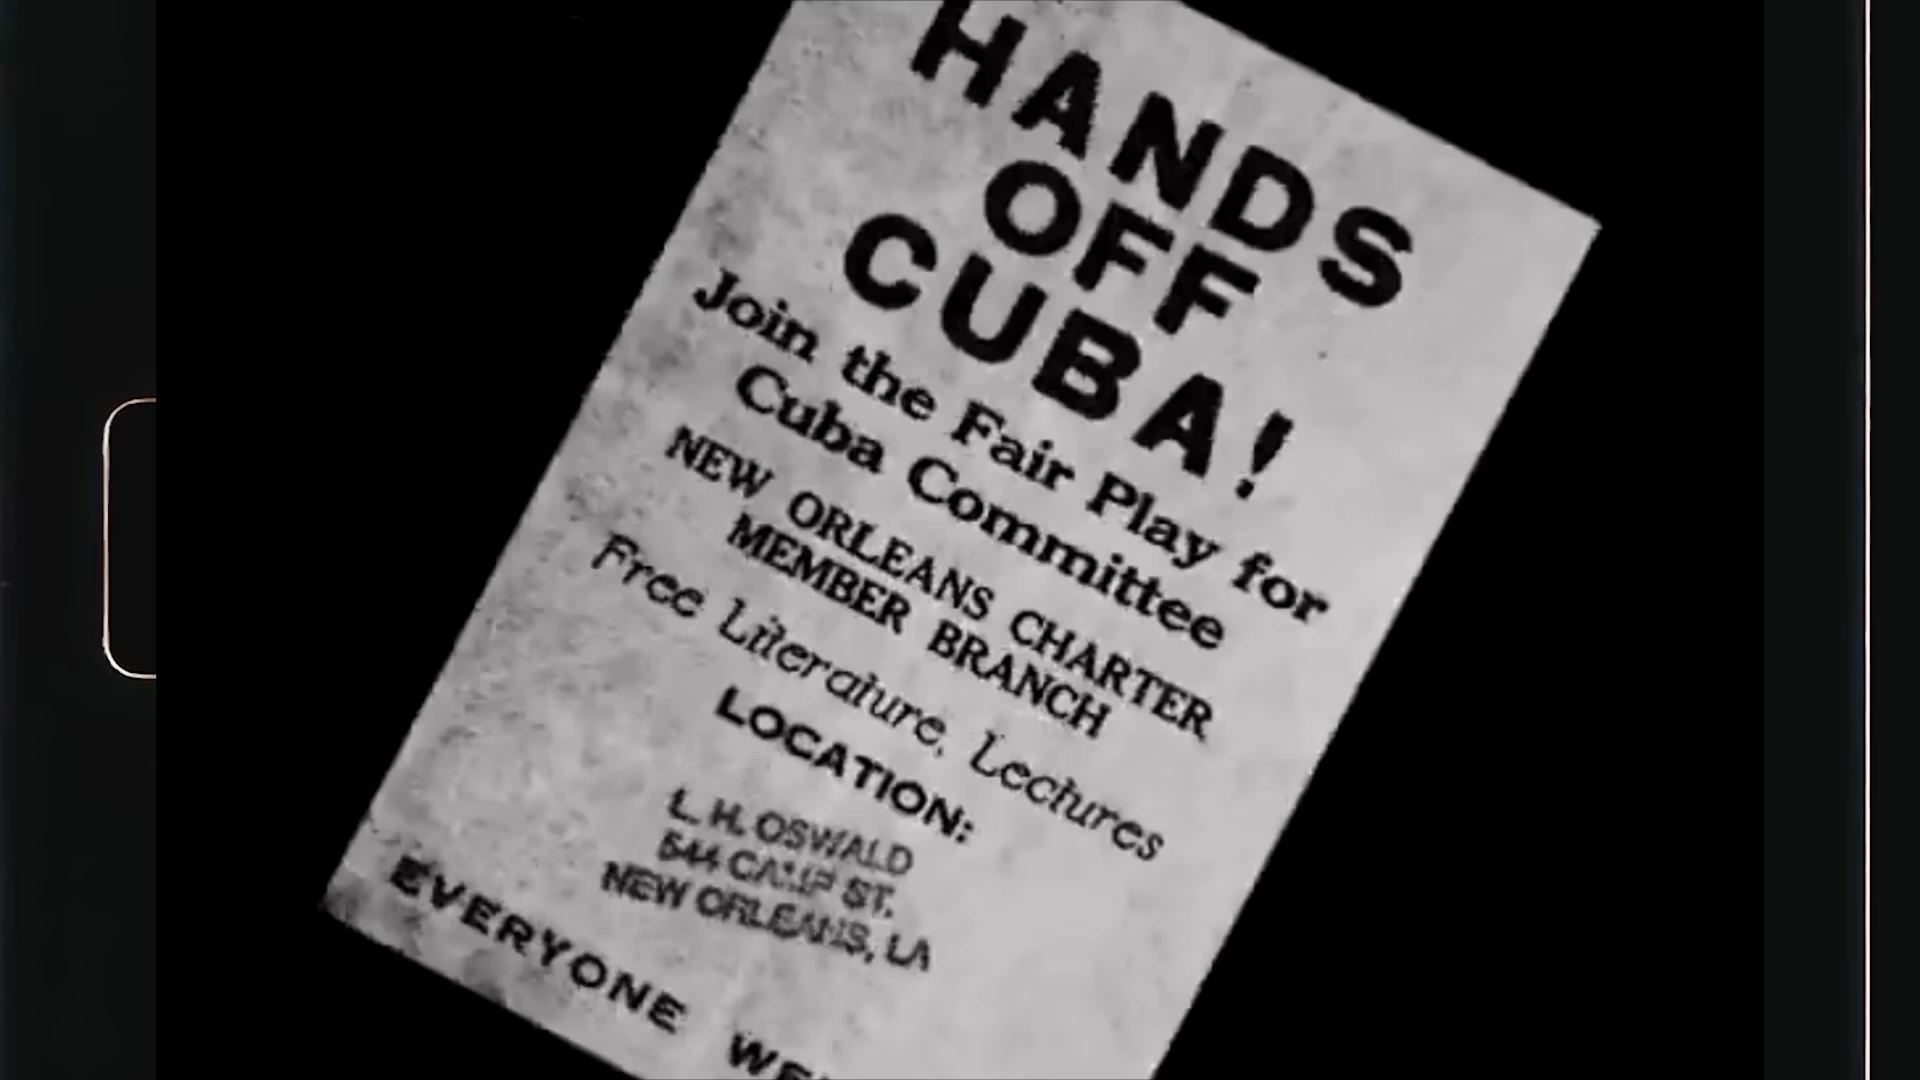 HANDS
OFF
CUBA!
Join the Fair Play for
Cuba Committee
NEW ORLEANS CHARTER
MEMBER BRANCH
Free Literature, Lectures
LOCATION:
L. H. OSWALD
544 CAMP ST.
NEW ORLEANS, LA
EVERYONE